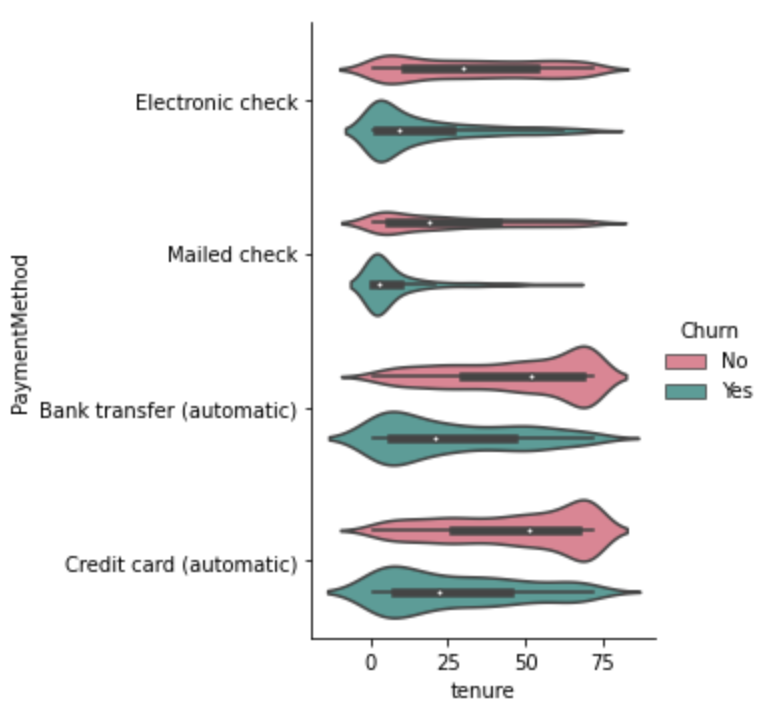 Electronic check
Mailed check
PaymentMethod
Bank transfer (automatic)
Credit card (automatic)
0 25 50 75
tenure
Churn
No
Yes